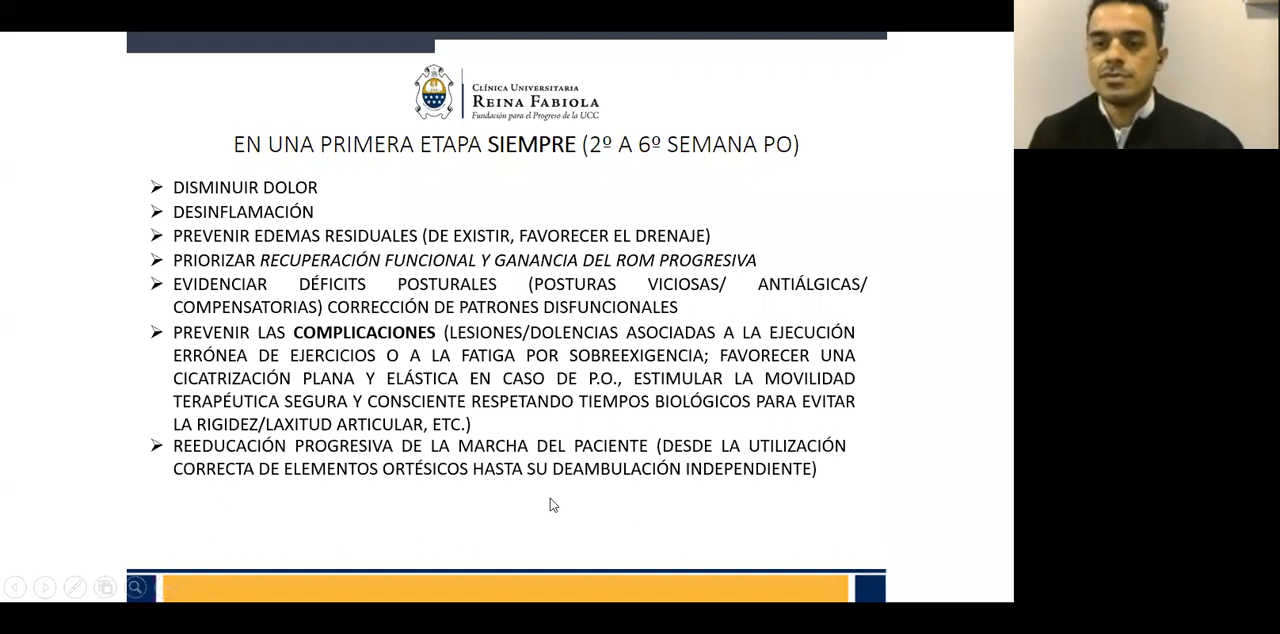 CLÍNICA UNIVERSITARIA
REINA FABIOLA
Fundación para el Progreso de la UCC
EN UNA PRIMERA ETAPA SIEMPRE (2º A 6º SEMANA PO)
➢ DISMINUIR DOLOR
➢ DESINFLAMACIÓN
➢ PREVENIR EDEMAS RESIDUALES (DE EXISTIR, FAVORECER EL DRENAJE)
➢ PRIORIZAR RECUPERACIÓN FUNCIONAL Y GANANCIA DEL ROM PROGRESIVA
➢ EVIDENCIAR DÉFICITS POSTURALES (POSTURAS VICIOSAS/ ANTIÁLGICAS/
COMPENSATORIAS) CORRECCIÓN DE PATRONES DISFUNCIONALES
➢ PREVENIR LAS COMPLICACIONES (LESIONES/DOLENCIAS ASOCIADAS A LA EJECUCIÓN
ERRÓNEA DE EJERCICIOS O A LA FATIGA POR SOBREEXIGENCIA; FAVORECER UNA
CICATRIZACIÓN PLANA Y ELÁSTICA EN CASO DE P.O., ESTIMULAR LA MOVILIDAD
TERAPÉUTICA SEGURA Y CONSCIENTE RESPETANDO TIEMPOS BIOLÓGICOS PARA EVITAR
LA RIGIDEZ/LAXITUD ARTICULAR, ETC.)
➢ REEDUCACIÓN PROGRESIVA DE LA MARCHA DEL PACIENTE (DESDE LA UTILIZACIÓN
CORRECTA DE ELEMENTOS ORTÉSICOS HASTA SU DEAMBULACIÓN INDEPENDIENTE)